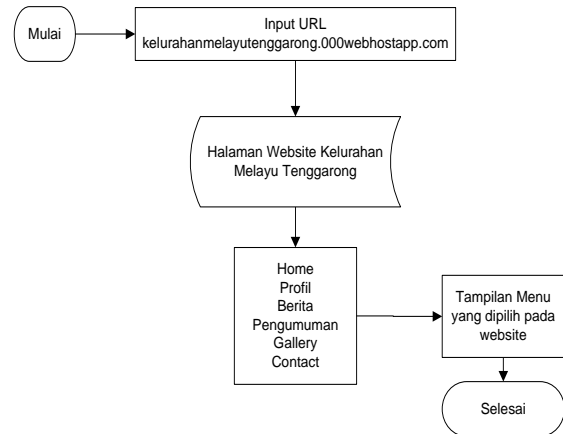 Mulai
Input URL
kelurahanmelayutenggarong.000webhostapp.com
Halaman Website Kelurahan
Melayu Tenggarong
Home
Profil
Berita
Pengumuman
Gallery
Contact
Tampilan Menu
yang dipilih pada
website
Selesai